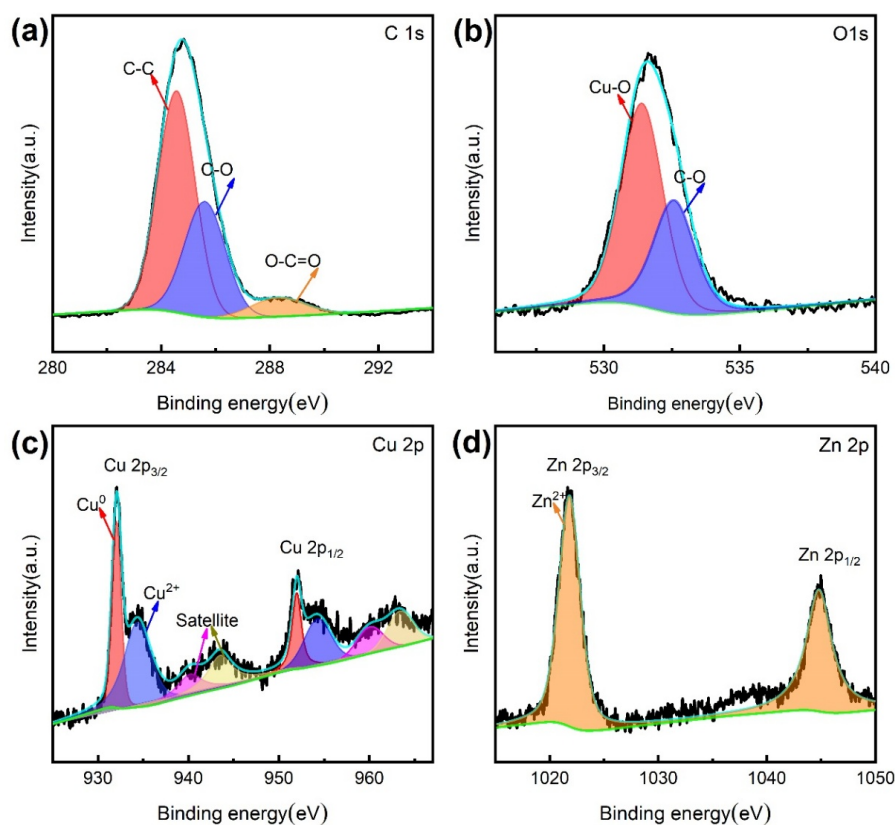 (a)
C 1s
C-C
C-O
O-C=O
Intensity(a.u.)
280 284 288 292
Binding energy(eV)
(b)
O1s
Cu-O
C-O
Intensity(a.u.)
530 535 540
Binding energy(eV)
(c)
Cu 2p
Cu 2p3/2
Cu0
Cu2+
Satellite
Cu 2p1/2
Intensity(a.u.)
930 940 950 960
Binding energy(eV)
(d)
Zn 2p
Zn 2p3/2
Zn2+
Zn 2p1/2
Intensity(a.u.)
1020 1030 1040 1050
Binding energy(eV)